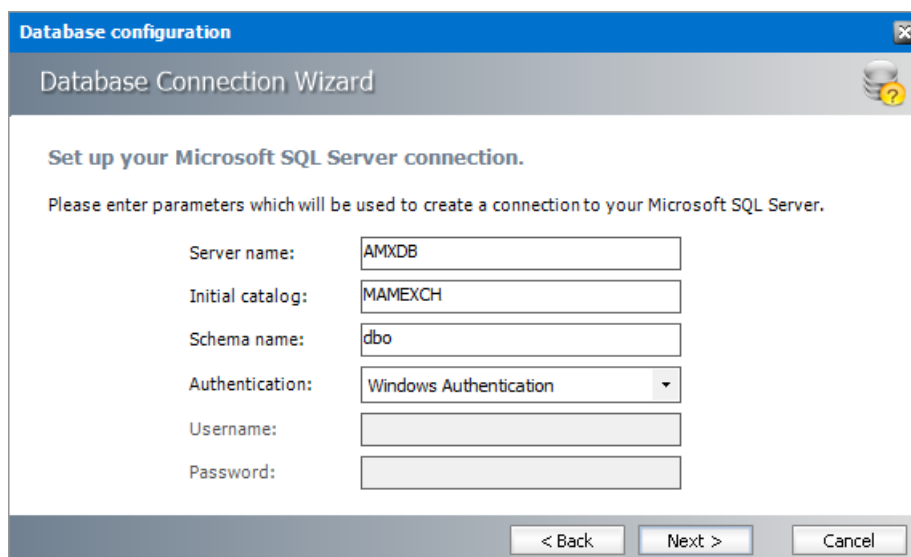 Database configuration
Database Connection Wizard
Set up your Microsoft SQL Server connection.
Please enter parameters which will be used to create a connection to your Microsoft SQL Server.
Server name: AMXDB
Initial catalog: MAMEXCH
Schema name: dbo
Authentication: Windows Authentication
Username:
Password:
< Back Next > Cancel